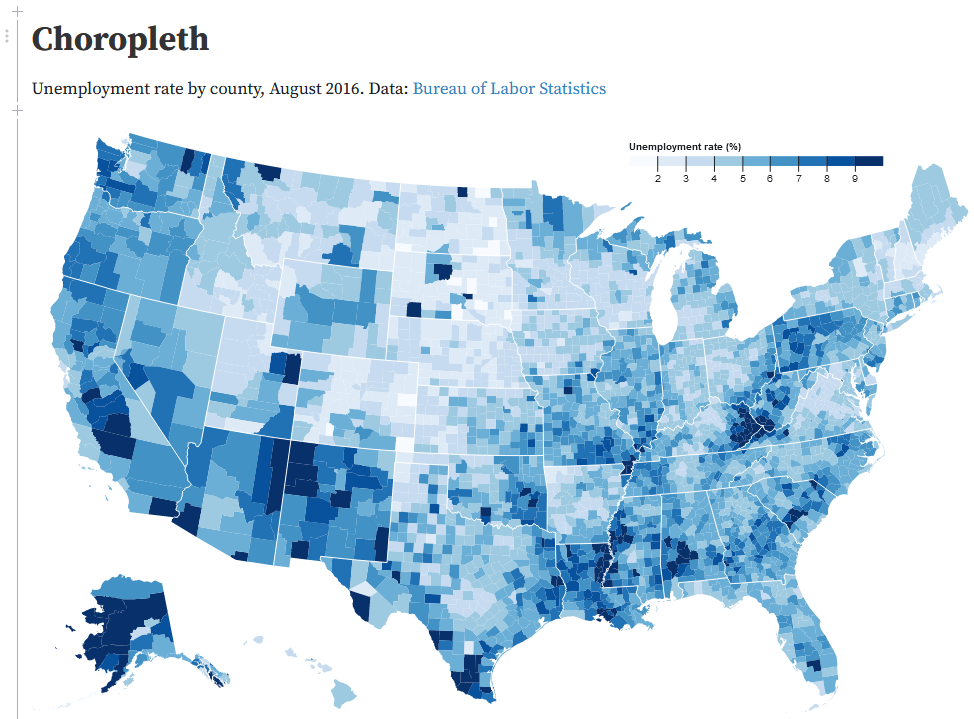 Choropleth
Unemployment rate by county, August 2016. Data: Bureau of Labor Statistics
Unemployment rate (%)
2 3 4 5 6 7 8 9